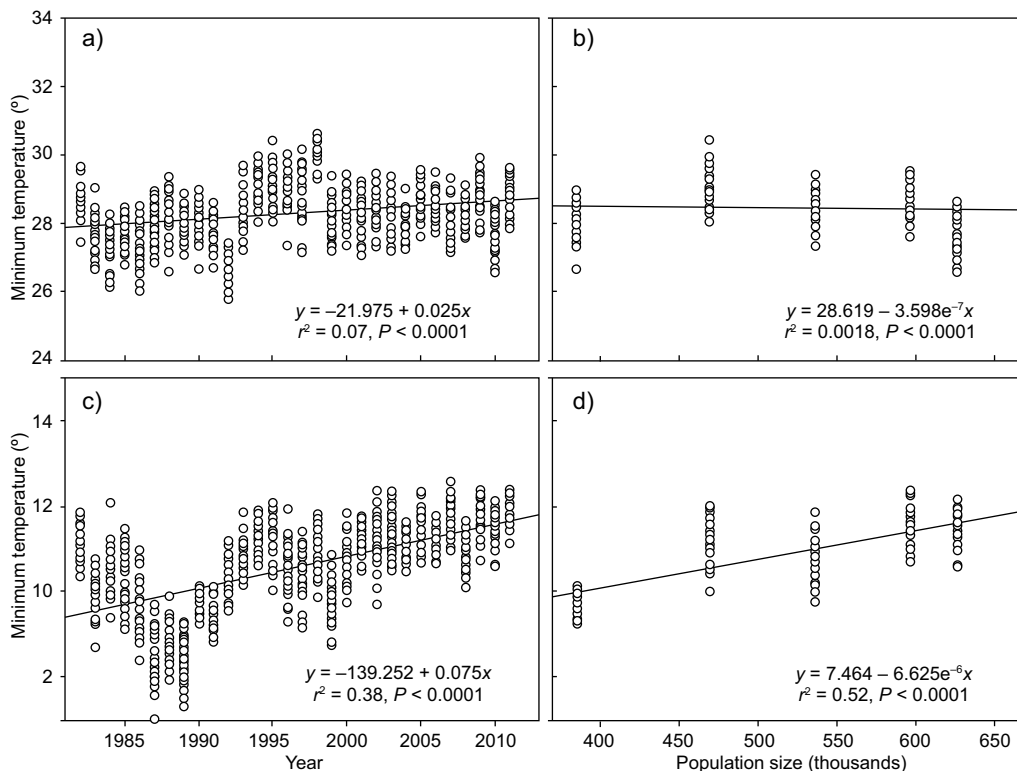 34
32
30
28
26
24
Minimum temperature (º)
a)
y = –21.975 + 0.025x
r² = 0.07, P < 0.0001
b)
y = 28.619 – 3.598e⁻⁷x
r² = 0.0018, P < 0.0001
14
12
10
2
Minimum temperature (º)
c)
y = –139.252 + 0.075x
r² = 0.38, P < 0.0001
d)
y = 7.464 – 6.625e⁻⁶x
r² = 0.52, P < 0.0001
1985 1990 1995 2000 2005 2010
Year
400 450 500 550 600 650
Population size (thousands)